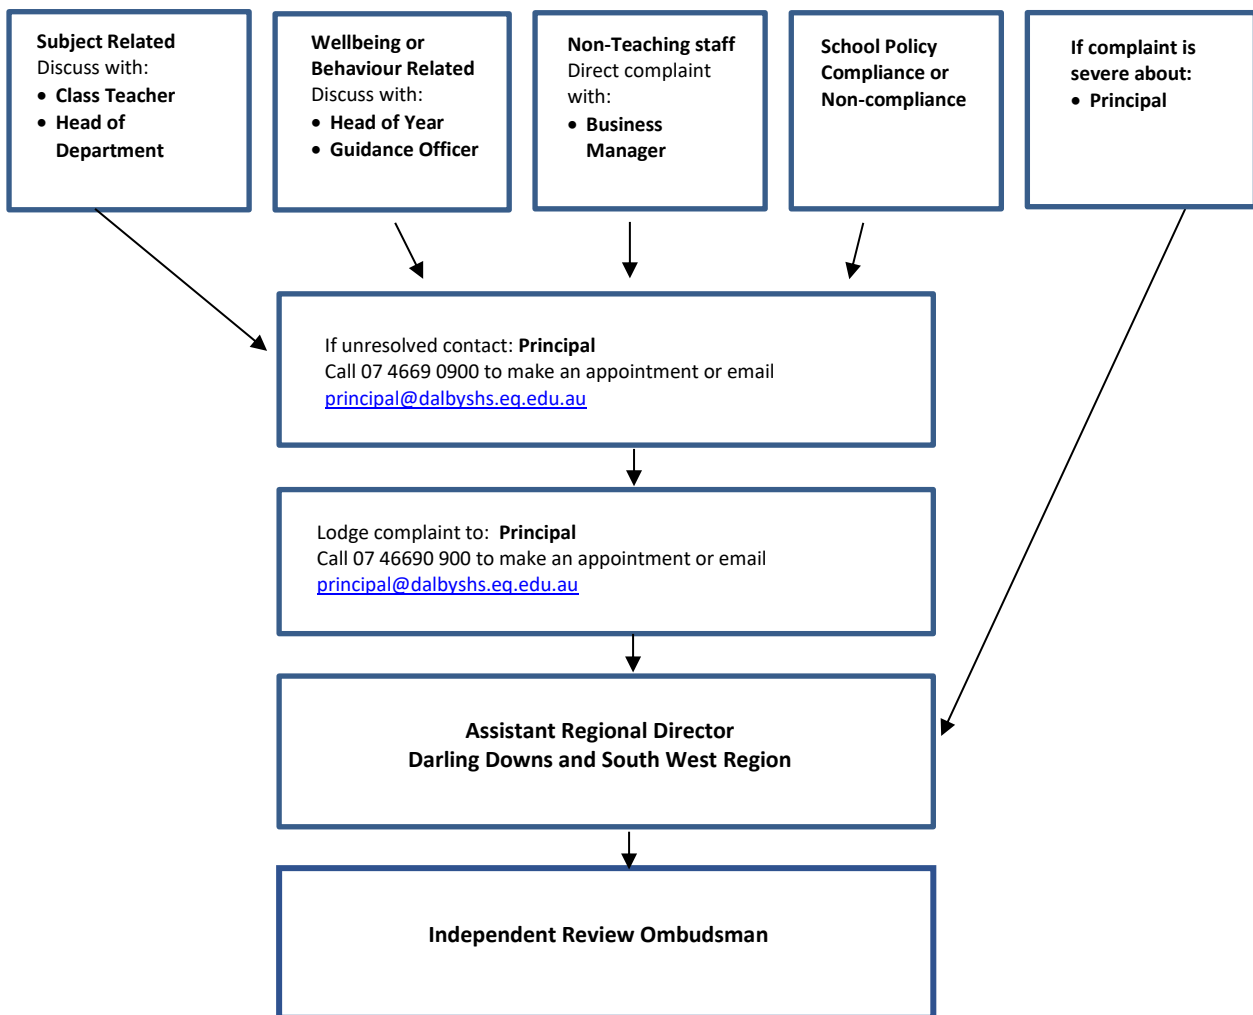 Subject Related
Discuss with:
• Class Teacher
• Head of
Department
Wellbeing or
Behaviour Related
Discuss with:
• Head of Year
• Guidance Officer
Non-Teaching staff
Direct complaint
with:
• Business
Manager
School Policy
Compliance or
Non-compliance
If complaint is
severe about:
• Principal
If unresolved contact: Principal
Call 07 4669 0900 to make an appointment or email
principal@dalbyshs.eq.edu.au
Lodge complaint to: Principal
Call 07 46690 900 to make an appointment or email
principal@dalbyshs.eq.edu.au
Assistant Regional Director
Darling Downs and South West Region
Independent Review Ombudsman